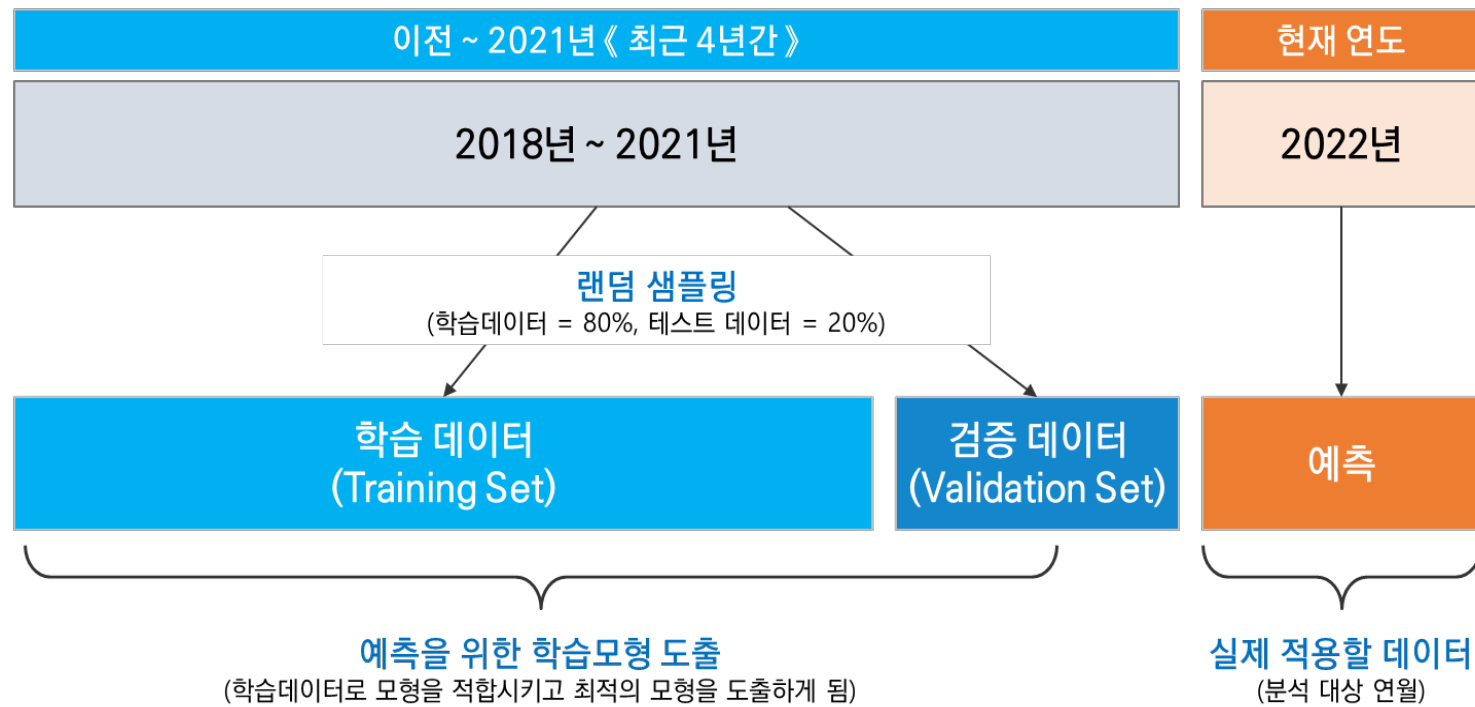 이전 ~ 2021년 《 최근 4년간 》
현재 연도
2018년 ~ 2021년
2022년
랜덤 샘플링
(학습데이터 = 80%, 테스트 데이터 = 20%)
학습 데이터
(Training Set)
검증 데이터
(Validation Set)
예측
예측을 위한 학습모형 도출
(학습데이터로 모형을 적합시키고 최적의 모형을 도출하게 됨)
실제 적용할 데이터
(분석 대상 연월)